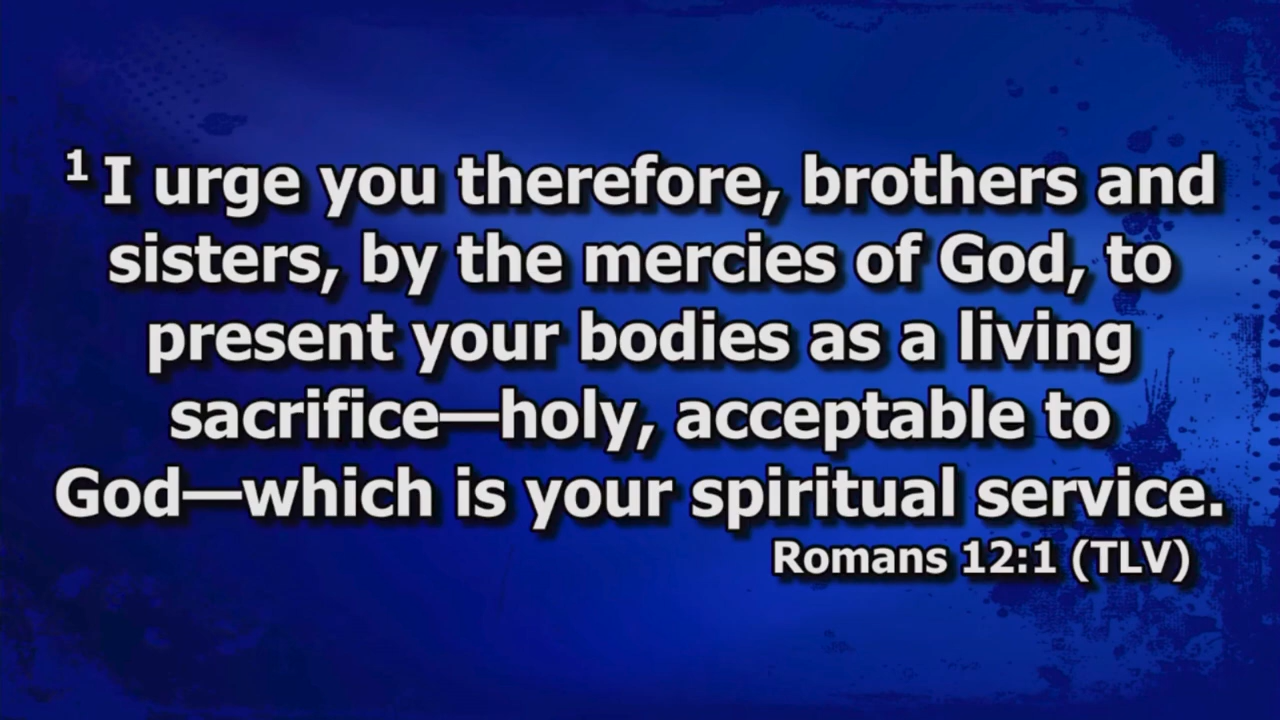 ¹ I urge you therefore, brothers and
sisters, by the mercies of God, to
present your bodies as a living
sacrifice—holy, acceptable to
God—which is your spiritual service.
Romans 12:1 (TLV)